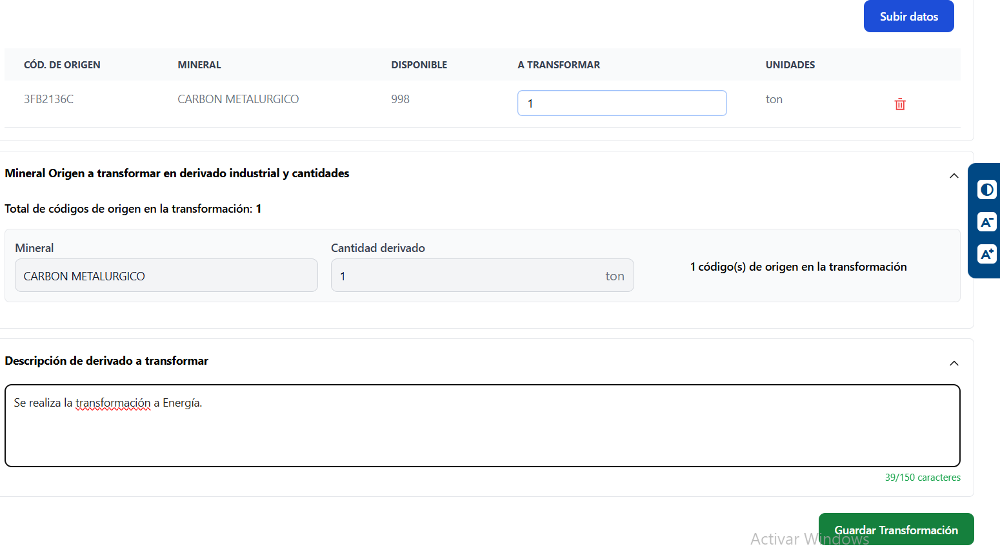 Subir datos
CÓD. DE ORIGEN MINERAL DISPONIBLE A TRANSFORMAR UNIDADES
3FB2136C CARBON METALURGICO 998 1 ton
Mineral Origen a transformar en derivado industrial y cantidades
Total de códigos de origen en la transformación: 1
Mineral Cantidad derivado
CARBON METALURGICO 1 ton 1 código(s) de origen en la transformación
A-
A+
Descripción de derivado a transformar
Se realiza la transformación a Energía.
39/150 caracteres
Guardar Transformación
Activar Windows